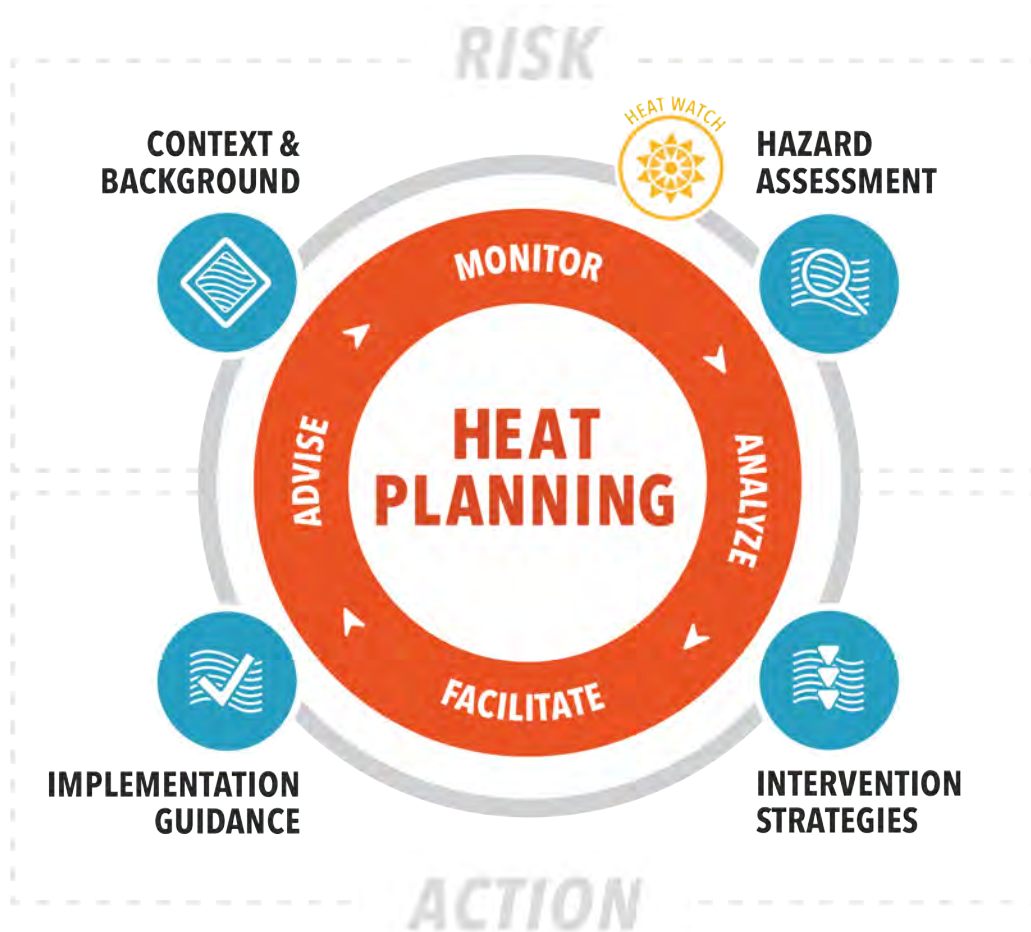 RISK
CONTEXT &
BACKGROUND
HEAT WATCH
HAZARD
ASSESSMENT
MONITOR
ANALYZE
FACILITATE
ADVISE
HEAT
PLANNING
IMPLEMENTATION
GUIDANCE
INTERVENTION
STRATEGIES
ACTION